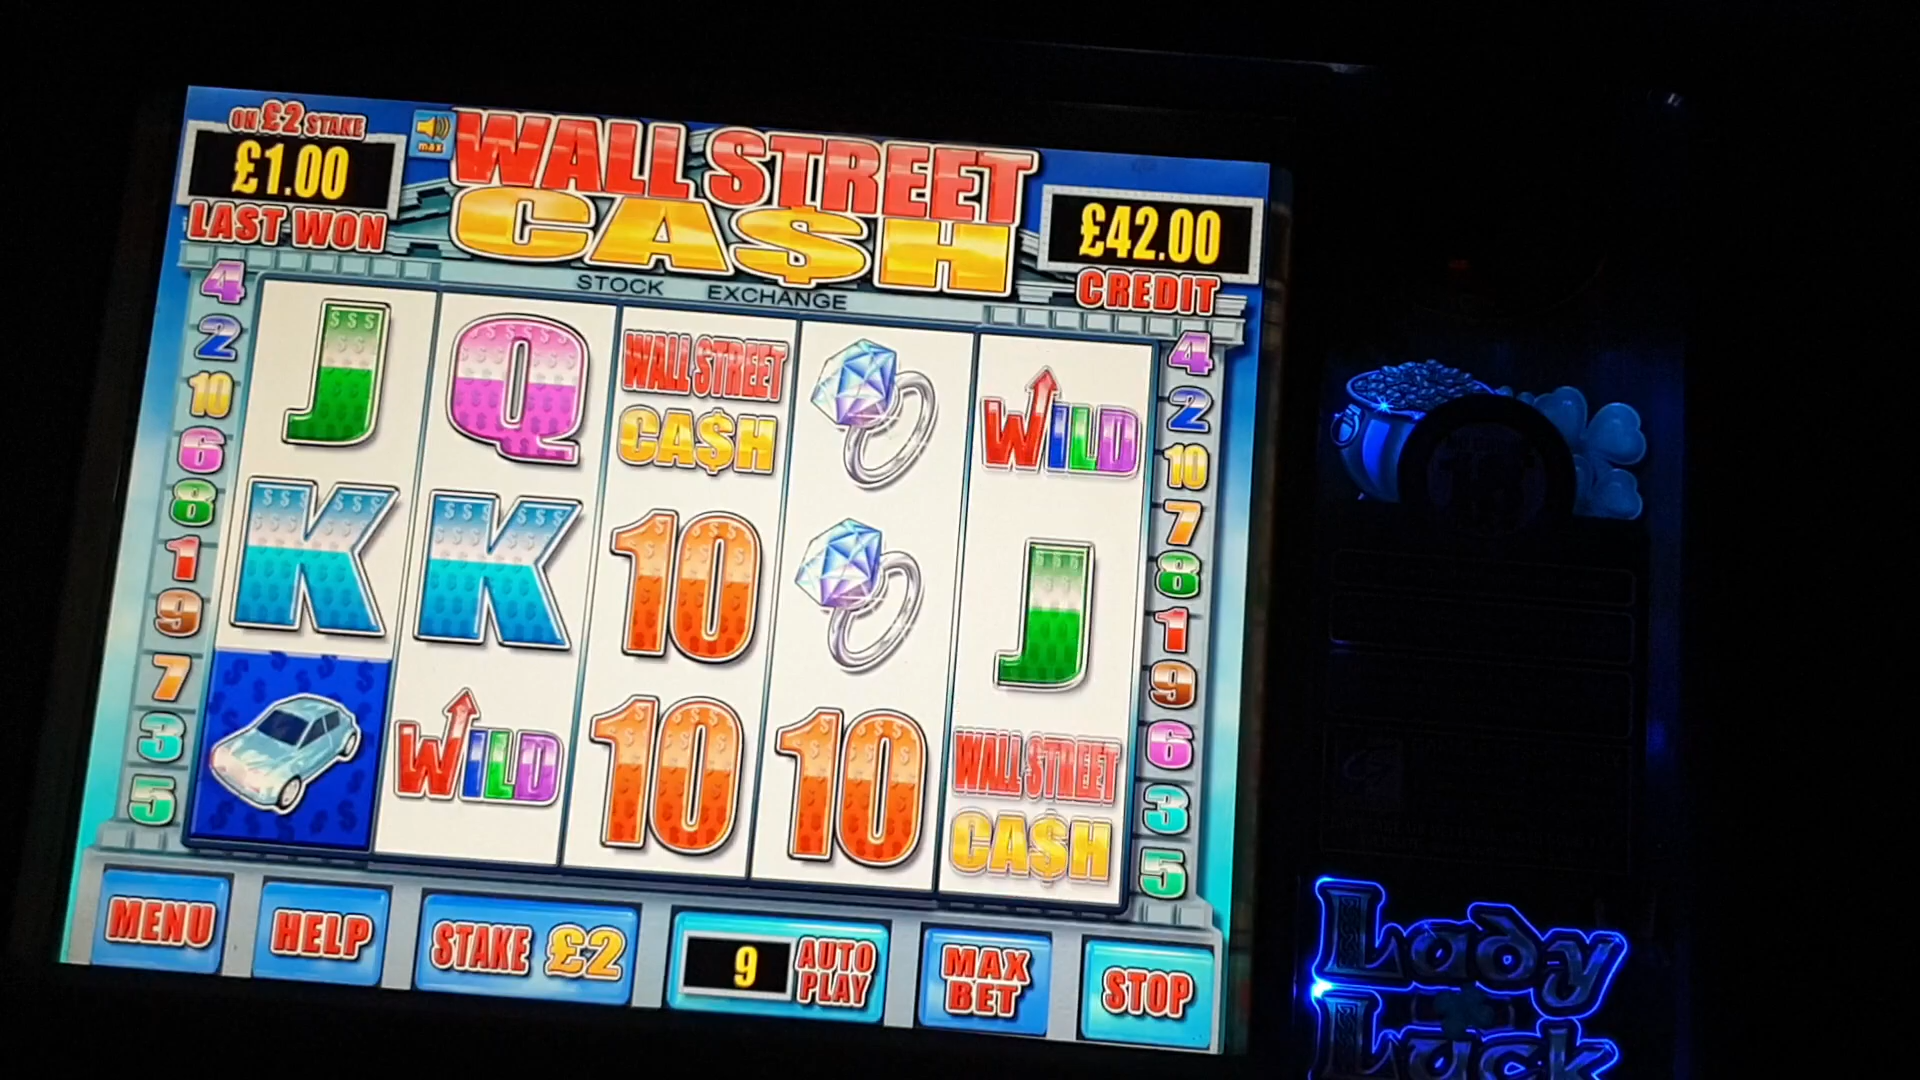 ON £2 STAKE
£1.00
LAST WON
max
WALL STREET
CA$H
STOCK EXCHANGE
£42.00
CREDIT
4
2
10
6
8
1
9
7
3
5
J
Q
WALL STREET
CA$H
WILD
K
K
10
J
WILD
10
10
WALL STREET
CA$H
4
2
10
7
8
1
9
6
3
5
MENU
HELP
STAKE £2
9
AUTO
PLAY
MAX
BET
STOP
Lady
Luck